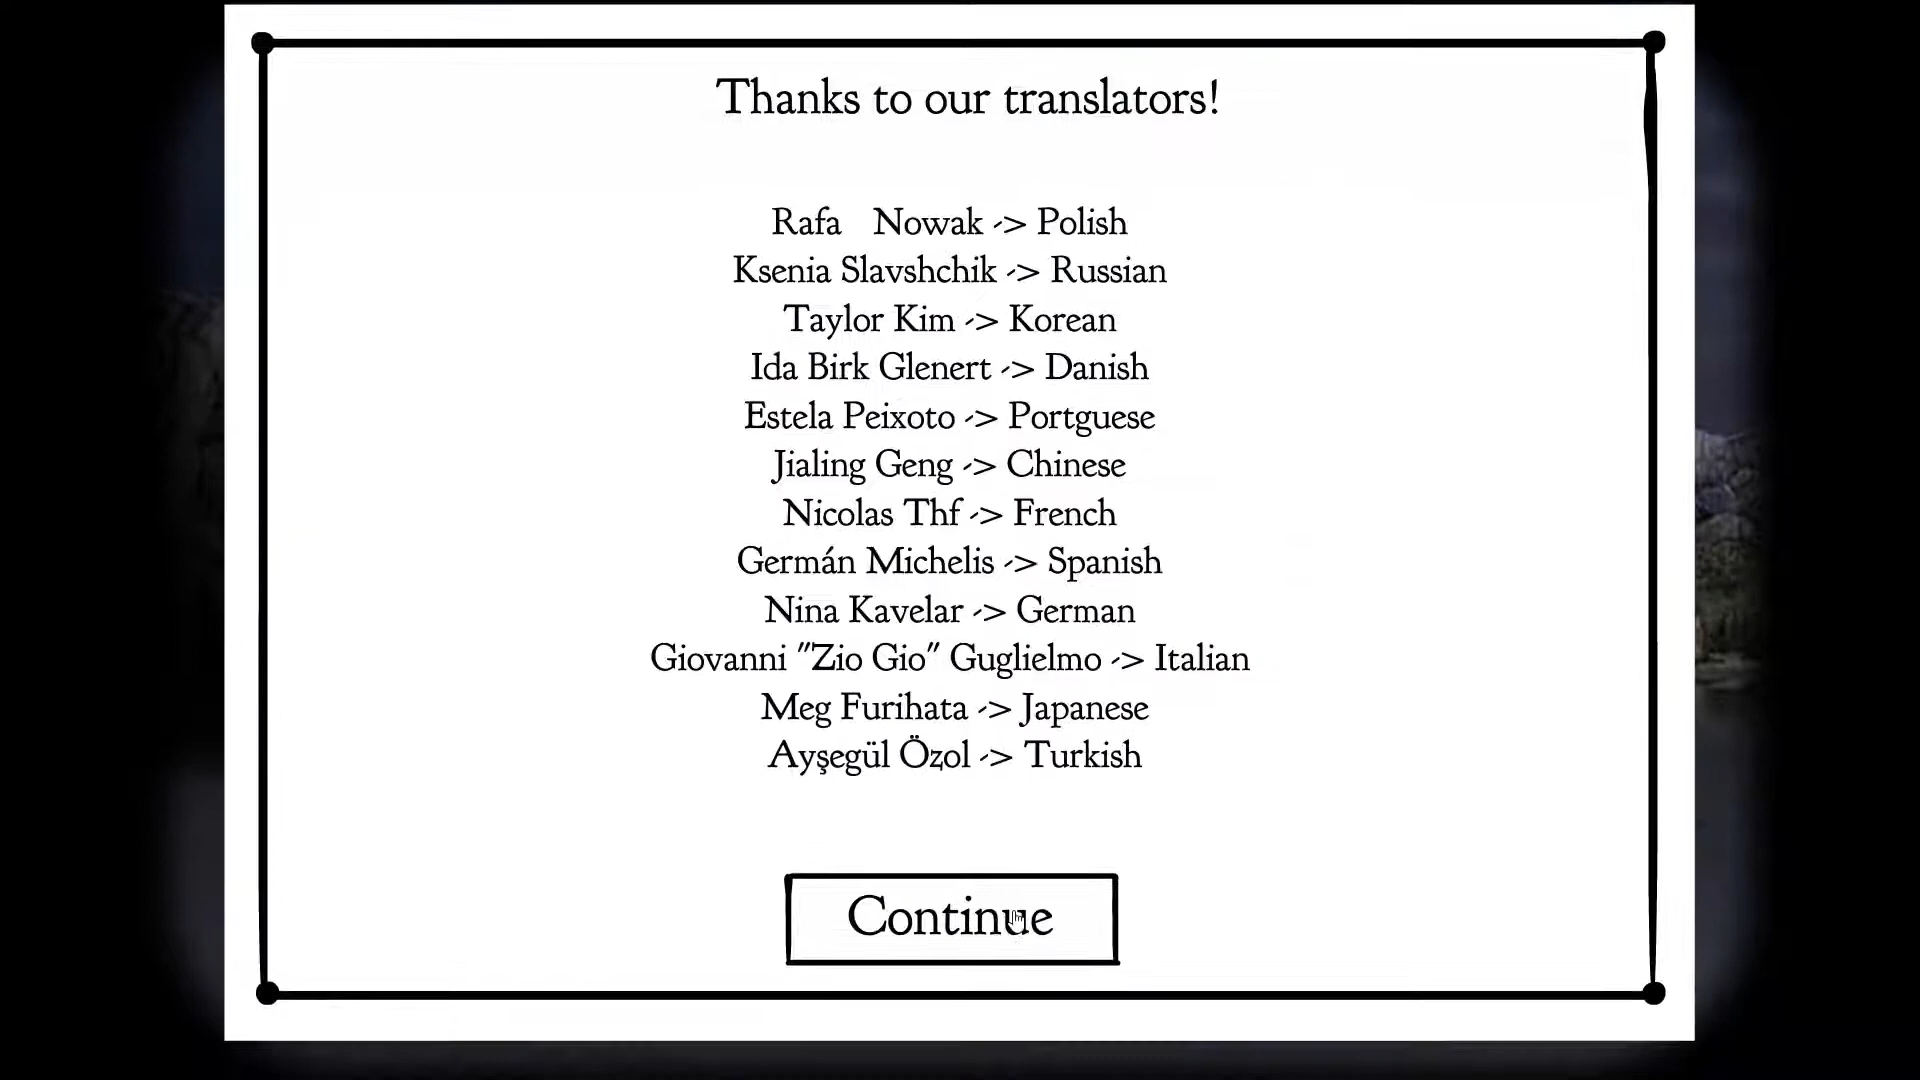 Thanks to our translators!
Rafa Nowak -> Polish
Ksenia Slavshchik -> Russian
Taylor Kim -> Korean
Ida Birk Glenert -> Danish
Estela Peixoto -> Portguese
Jialing Geng -> Chinese
Nicolas Thf -> French
Germán Michelis -> Spanish
Nina Kavelar -> German
Giovanni "Zio Gio" Guglielmo -> Italian
Meg Furihata -> Japanese
Ayşegül Özol -> Turkish
Continue